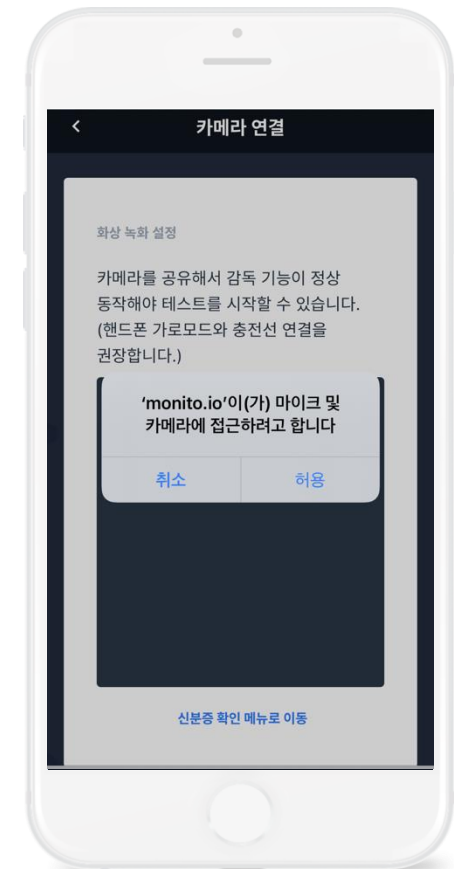 카메라 연결
화상 녹화 설정
카메라를 공유해서 감독 기능이 정상
동작해야 테스트를 시작할 수 있습니다.
(핸드폰 가로모드와 충전선 연결을
권장합니다.)
‘monito.io’이(가) 마이크 및
카메라에 접근하려고 합니다
취소 허용
신분증 확인 메뉴로 이동